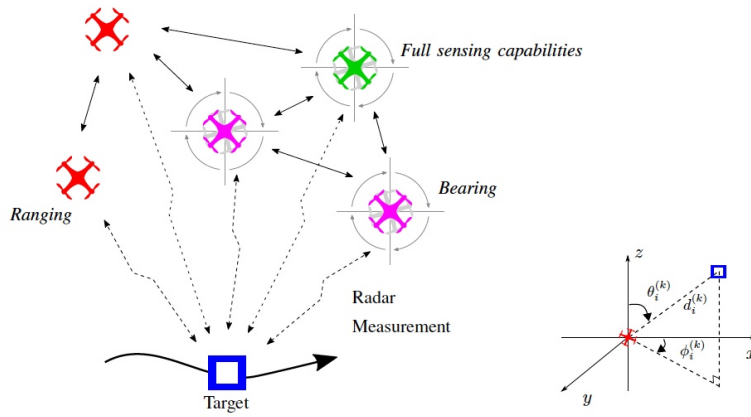 Full sensing capabilities
Bearing
Ranging
Radar
Measurement
Target
z
θ_i^{(k)}
d_i^{(k)}
x
ϕ_i^{(k)}
y